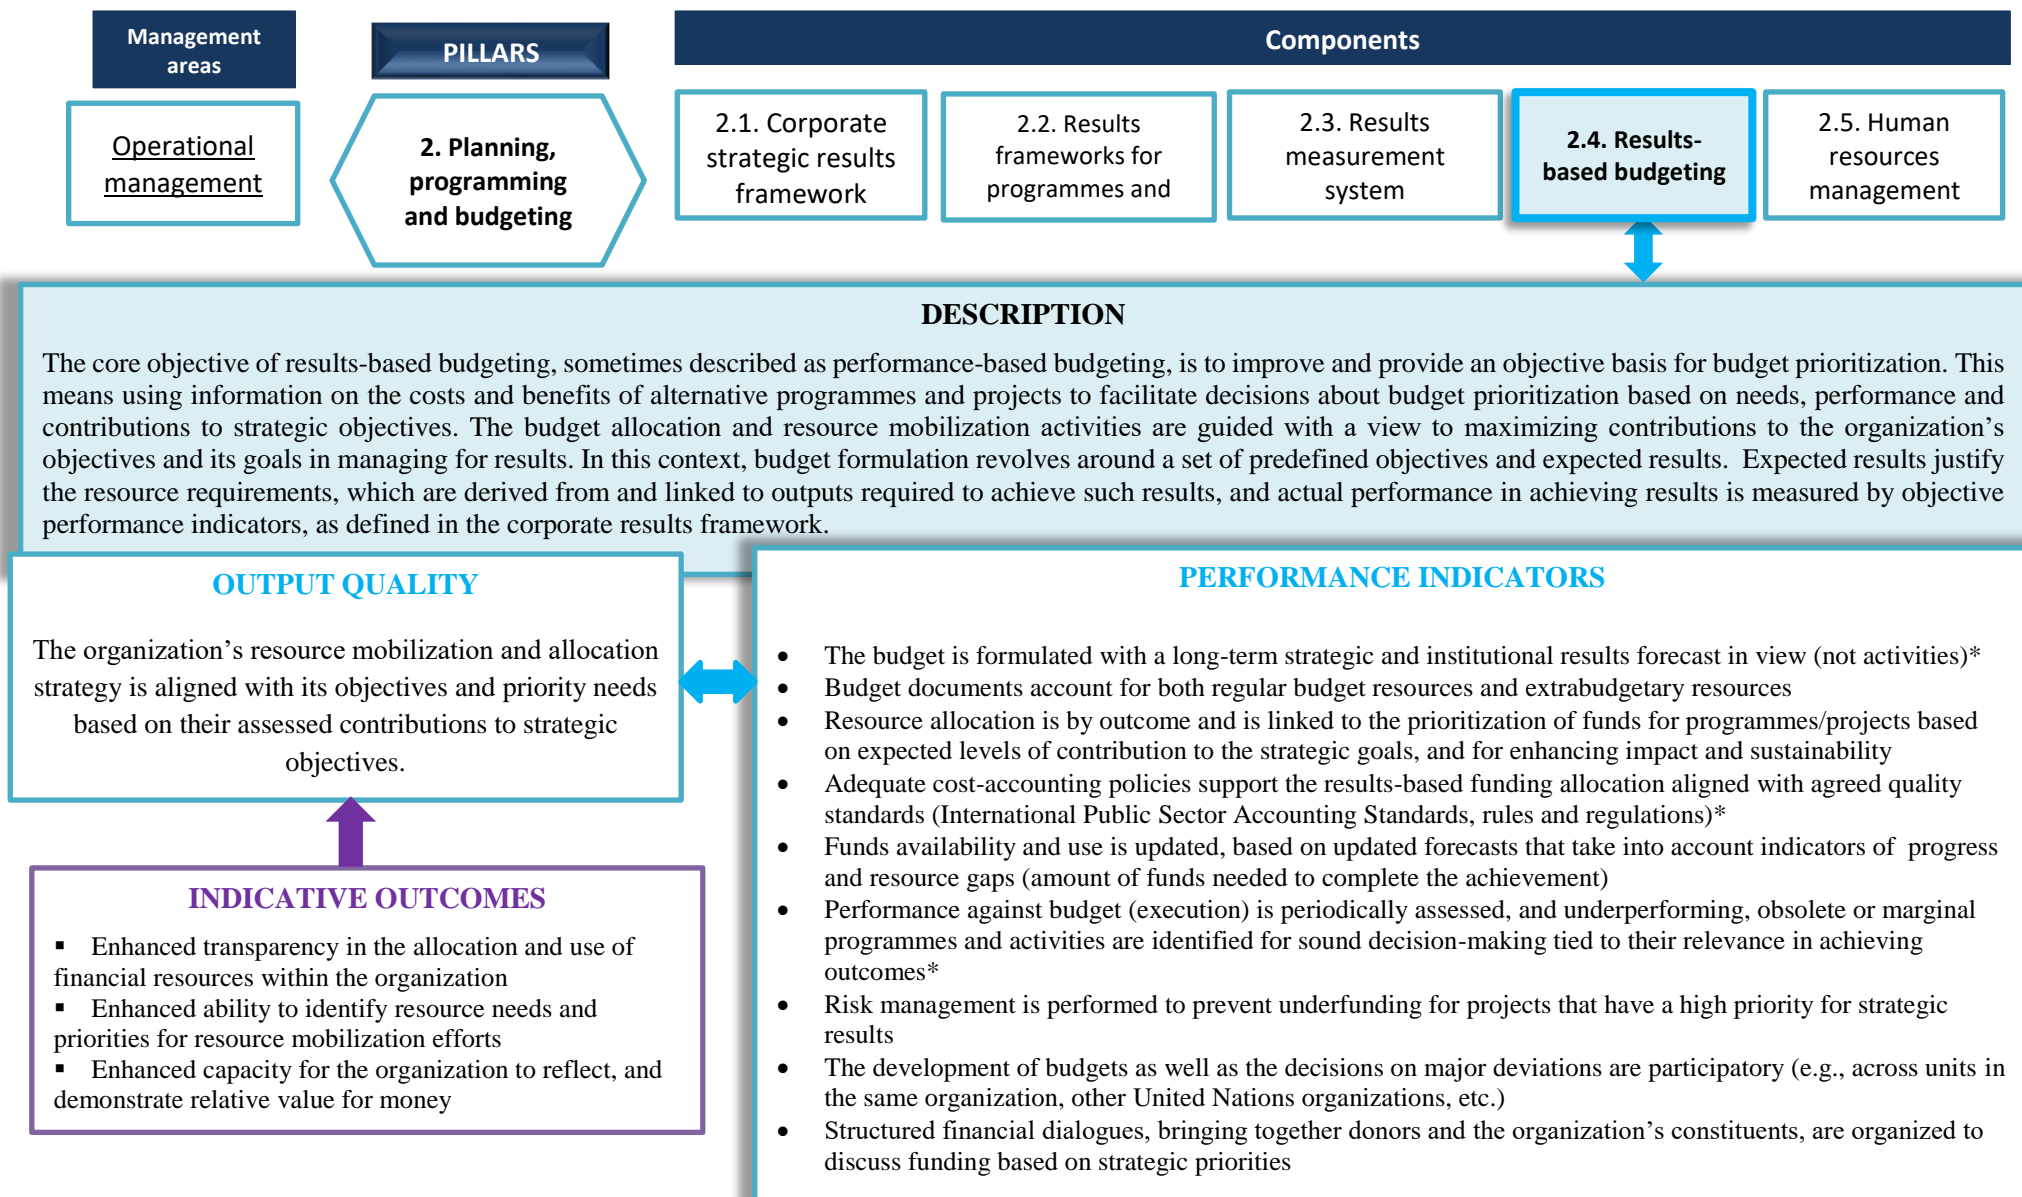 Management
areas
PILLARS
Components
Operational
management
2. Planning,
programming
and budgeting
2.1. Corporate
strategic results
framework
2.2. Results
frameworks for
programmes and
2.3. Results
measurement
system
2.4. Results-
based budgeting
2.5. Human
resources
management
DESCRIPTION
The core objective of results-based budgeting, sometimes described as performance-based budgeting, is to improve and provide an objective basis for budget prioritization. This
means using information on the costs and benefits of alternative programmes and projects to facilitate decisions about budget prioritization based on needs, performance and
contributions to strategic objectives. The budget allocation and resource mobilization activities are guided with a view to maximizing contributions to the organization’s
objectives and its goals in managing for results. In this context, budget formulation revolves around a set of predefined objectives and expected results. Expected results justify
the resource requirements, which are derived from and linked to outputs required to achieve such results, and actual performance in achieving results is measured by objective
performance indicators, as defined in the corporate results framework.
OUTPUT QUALITY
The organization’s resource mobilization and allocation
strategy is aligned with its objectives and priority needs
based on their assessed contributions to strategic
objectives.
INDICATIVE OUTCOMES
▪ Enhanced transparency in the allocation and use of
financial resources within the organization
▪ Enhanced ability to identify resource needs and
priorities for resource mobilization efforts
▪ Enhanced capacity for the organization to reflect, and
demonstrate relative value for money
PERFORMANCE INDICATORS
• The budget is formulated with a long-term strategic and institutional results forecast in view (not activities)*
• Budget documents account for both regular budget resources and extrabudgetary resources
• Resource allocation is by outcome and is linked to the prioritization of funds for programmes/projects based
on expected levels of contribution to the strategic goals, and for enhancing impact and sustainability
• Adequate cost-accounting policies support the results-based funding allocation aligned with agreed quality
standards (International Public Sector Accounting Standards, rules and regulations)*
• Funds availability and use is updated, based on updated forecasts that take into account indicators of progress
and resource gaps (amount of funds needed to complete the achievement)
• Performance against budget (execution) is periodically assessed, and underperforming, obsolete or marginal
programmes and activities are identified for sound decision-making tied to their relevance in achieving
outcomes*
• Risk management is performed to prevent underfunding for projects that have a high priority for strategic
results
• The development of budgets as well as the decisions on major deviations are participatory (e.g., across units in
the same organization, other United Nations organizations, etc.)
• Structured financial dialogues, bringing together donors and the organization’s constituents, are organized to
discuss funding based on strategic priorities